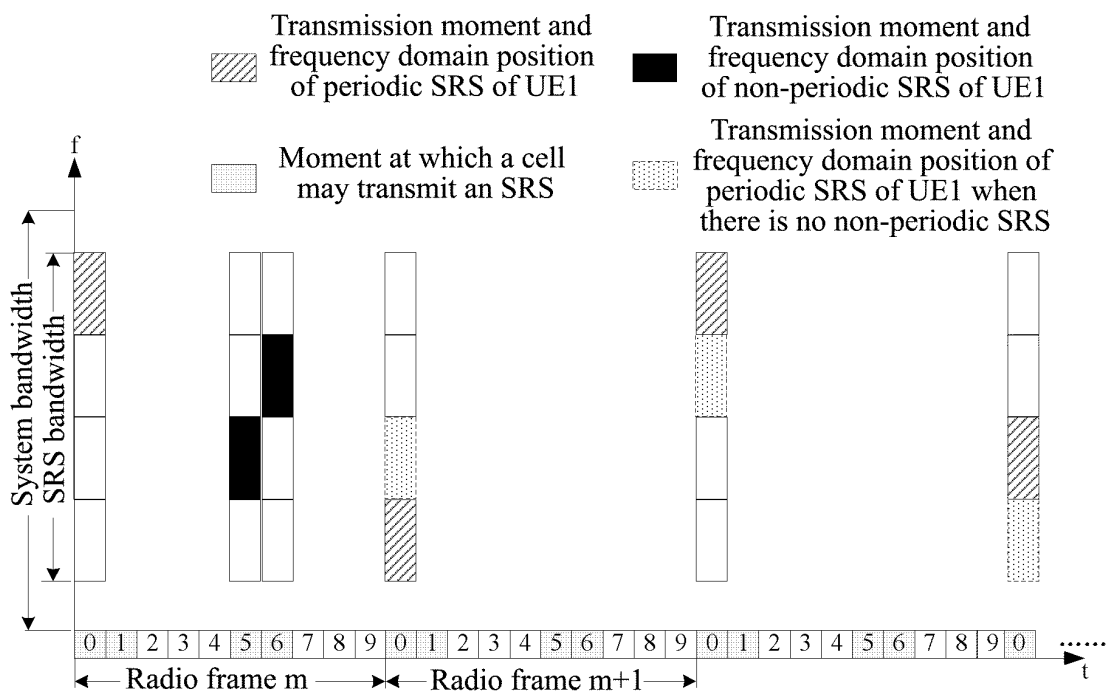 Transmission moment and
frequency domain position
of periodic SRS of UE1
Transmission moment and
frequency domain position
of non-periodic SRS of UE1
Moment at which a cell
may transmit an SRS
Transmission moment and
frequency domain position of
periodic SRS of UE1 when
there is no non-periodic SRS
f
System bandwidth
SRS bandwidth
0 1 2 3 4 5 6 7 8 9 0 1 2 3 4 5 6 7 8 9 0 1 2 3 4 5 6 7 8 9 0 ......
t
Radio frame m
Radio frame m+1